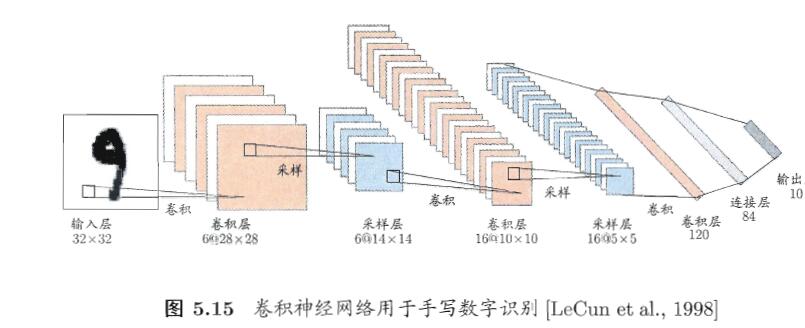 采样
卷积
卷积
采样
卷积
输入层
32×32
卷积层
6@28×28
采样层
6@14×14
卷积层
16@10×10
采样层
16@5×5
卷积层
120
连接层
84
输出
10
图 5.15 卷积神经网络用于手写数字识别 [LeCun et al., 1998]